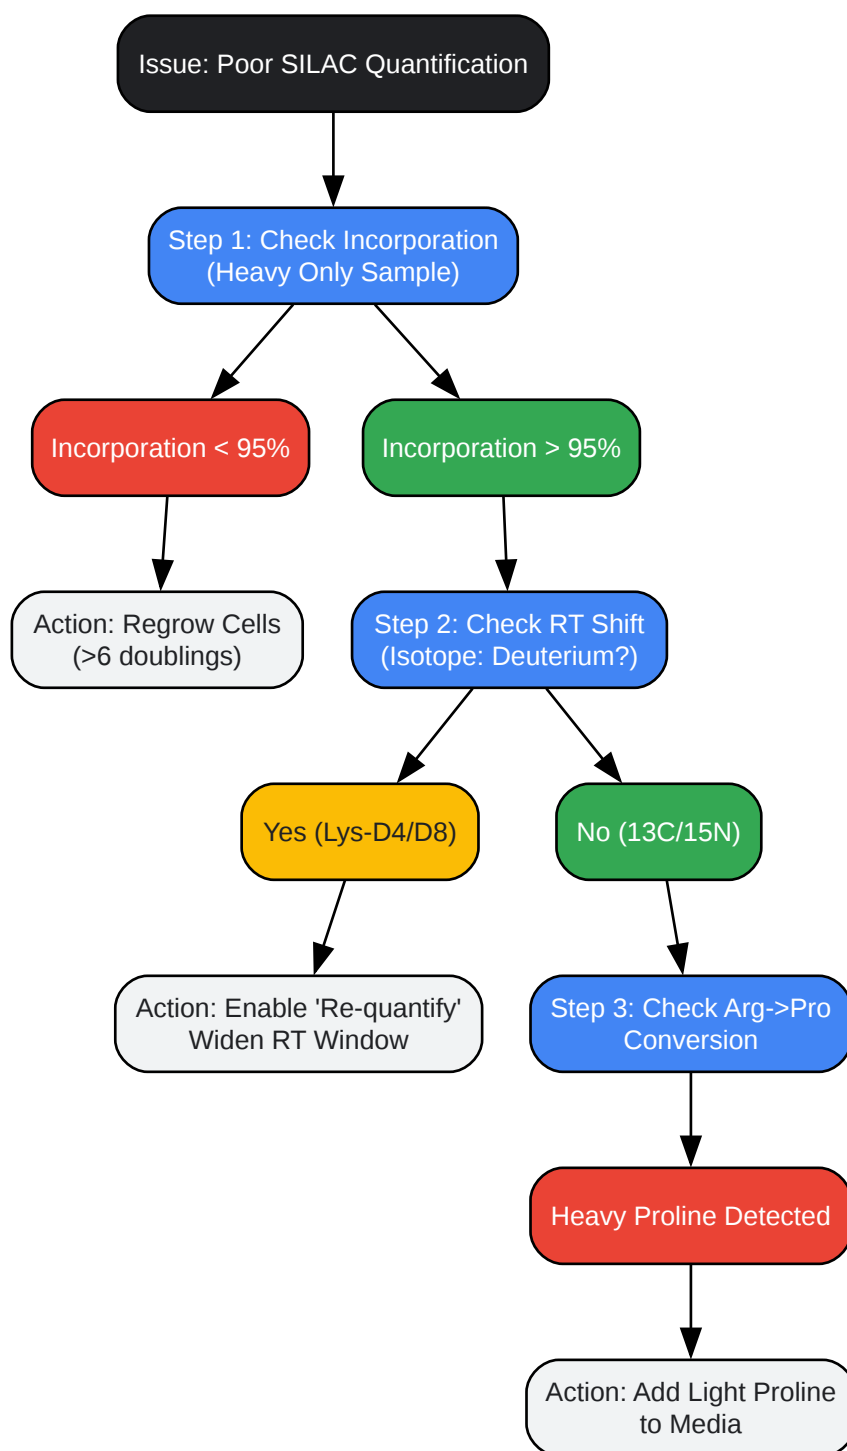 Issue: Poor SILAC Quantification
Step 1: Check Incorporation
(Heavy Only Sample)
Incorporation < 95%
Incorporation > 95%
Action: Regrow Cells
(>6 doublings)
Step 2: Check RT Shift
(Isotope: Deuterium?)
Yes (Lys-D4/D8)
No (13C/15N)
Action: Enable 'Re-quantify'
Widen RT Window
Step 3: Check Arg->Pro
Conversion
Heavy Proline Detected
Action: Add Light Proline
to Media